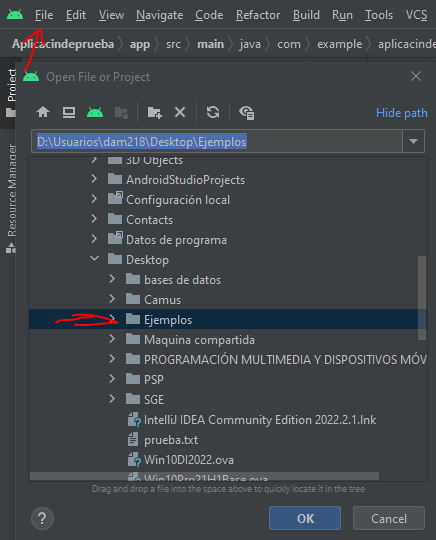 File Edit View Navigate Code Refactor Build Run Tools VCS
Aplicacindeprueba app src main java com example aplicacinde
Project
Resource Manager
Open File or Project
Hide path
D:\Usuarios\dam218\Desktop\Ejemplos
3D Objects
AndroidStudioProjects
Configuración local
Contacts
Datos de programa
Desktop
bases de datos
Camus
Ejemplos
Maquina compartida
PROGRAMACIÓN MULTIMEDIA Y DISPOSITIVOS MÓV
PSP
SGE
IntelliJ IDEA Community Edition 2022.2.1.lnk
prueba.txt
Win10DI2022.ova
Win10Pro21H1Base.ova
Drag and drop a file into the space above to quickly locate it in the tree
? OK Cancel